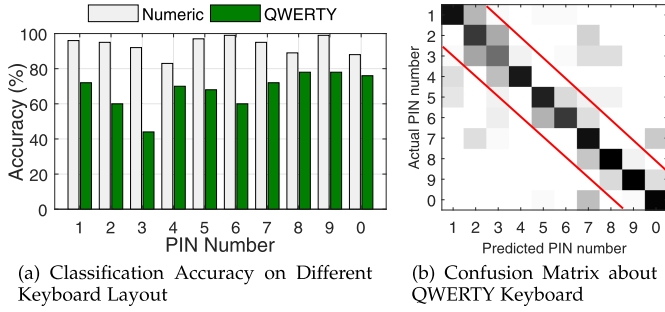 Numeric QWERTY
100
80
60
40
20
0
Accuracy (%)
1 2 3 4 5 6 7 8 9 0
PIN Number
(a) Classification Accuracy on Different
Keyboard Layout
1
2
3
4
5
6
7
8
9
0
Actual PIN number
1 2 3 4 5 6 7 8 9 0
Predicted PIN number
(b) Confusion Matrix about
QWERTY Keyboard